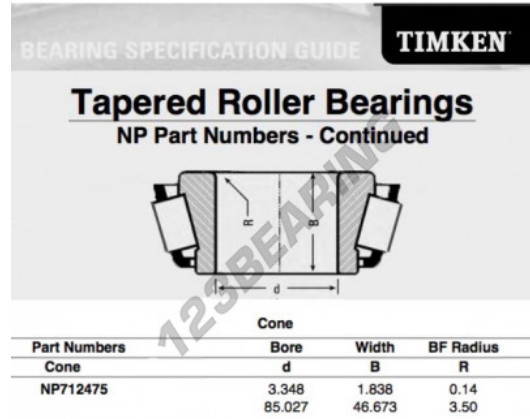 BEARING SPECIFICATION GUIDE
TIMKEN
Tapered Roller Bearings
NP Part Numbers - Continued
R
B
d
123BEARING
Cone
Part Numbers Bore Width BF Radius
Cone d B R
NP712475 3.348 1.838 0.14
85.027 46.673 3.50